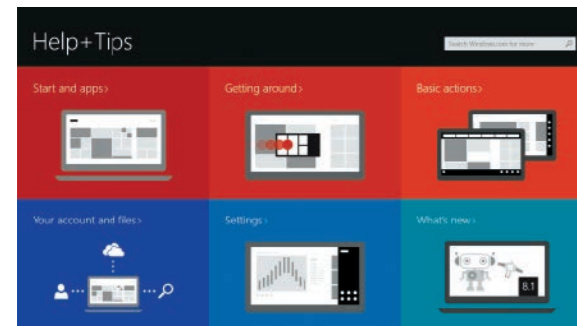 Help+Tips
Search Windows.com for more
Start and apps>
Getting around>
Basic actions>
Your account and files>
Settings>
What's new>
8.1